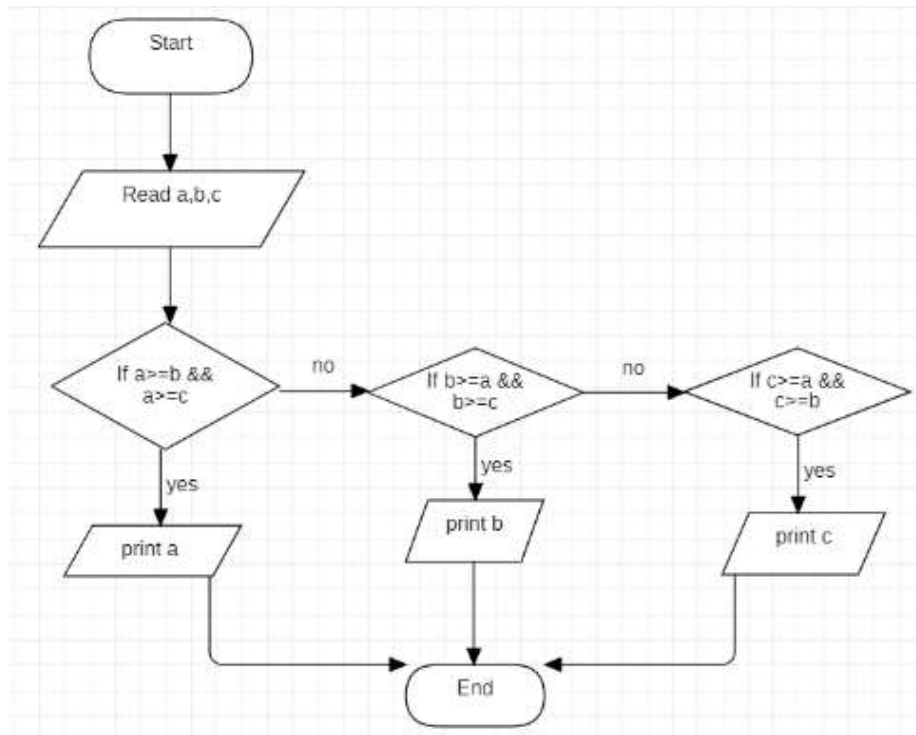 Start
Read a,b,c
If a>=b &&
a>=c
no
If b>=a &&
b>=c
no
If c>=a &&
c>=b
yes
print a
yes
print b
yes
print c
End